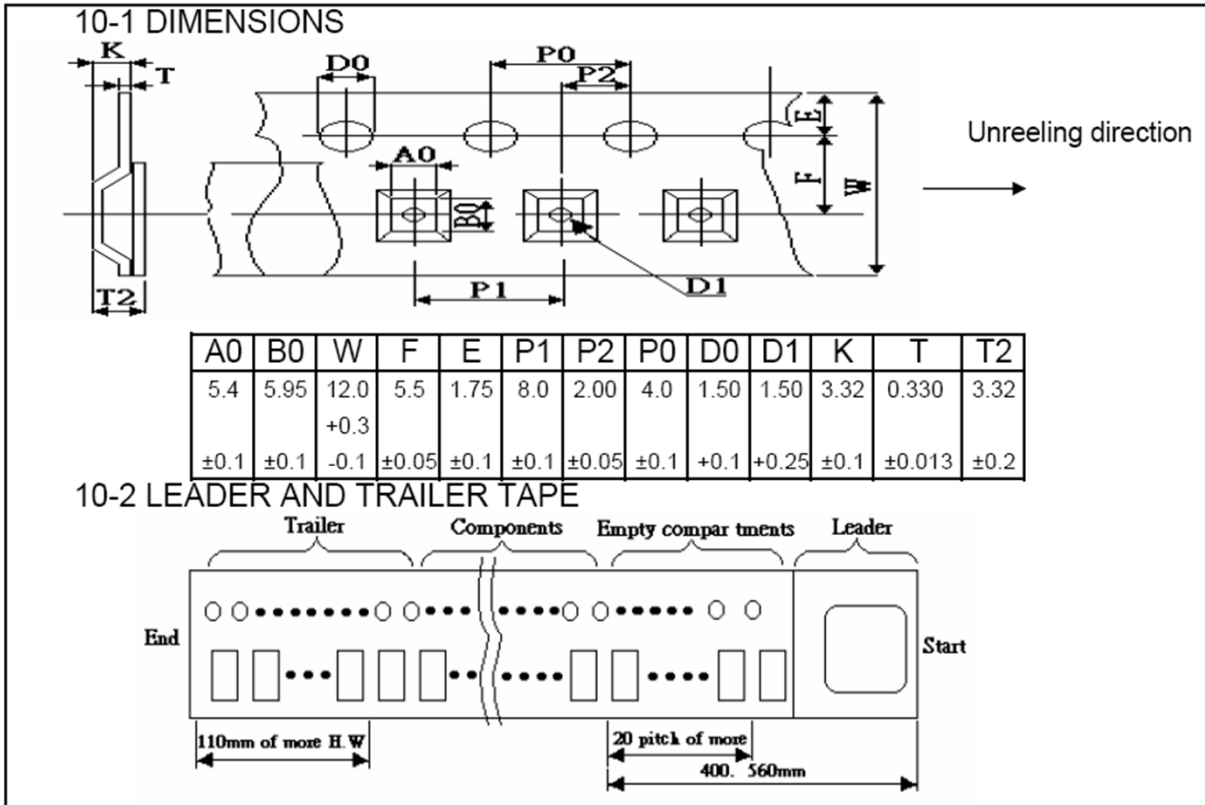 10-1 DIMENSIONS
K
T
D0
P0
P2
E
Unreeling direction
A0
F
W
B0
T2
P1
D1
A0 B0 W F E P1 P2 P0 D0 D1 K T T2
5.4 5.95 12.0 5.5 1.75 8.0 2.00 4.0 1.50 1.50 3.32 0.330 3.32
+0.3
±0.1 ±0.1 -0.1 ±0.05 ±0.1 ±0.1 ±0.05 ±0.1 +0.1 +0.25 ±0.1 ±0.013 ±0.2
10-2 LEADER AND TRAILER TAPE
Trailer Components Empty compar tments Leader
End
Start
110mm of more H.W
20 pitch of more
400. 560mm